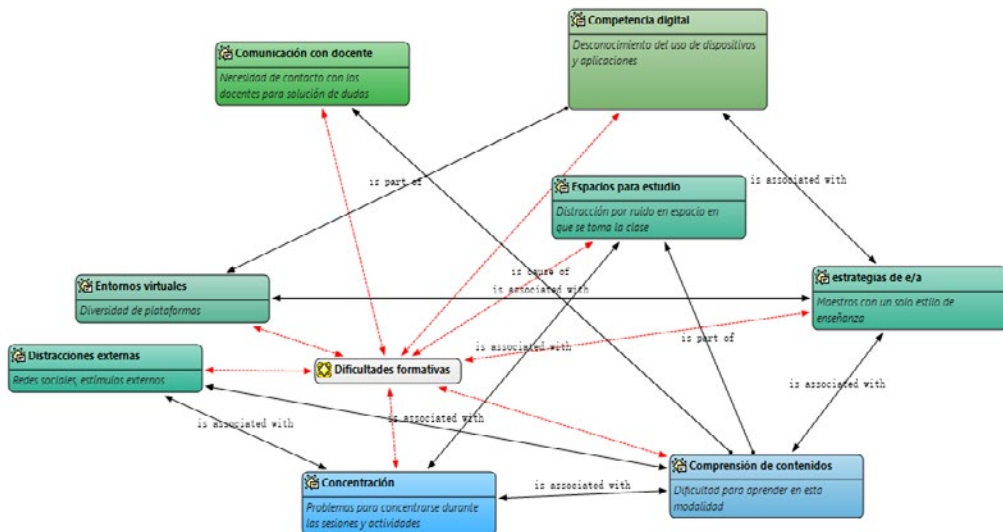 Competencia digital
Desconocimiento del uso de dispositivos
y aplicaciones
Comunicación con docente
Necesidad de contacto con los
docentes para solución de dudas
is part of
is associated with
Espacios para estudio
Distracción por ruido en espacio en
que se toma la clase
Entornos virtuales
Diversidad de plataformas
is cause of
is associated with
estrategias de e/a
Maestros con un solo estilo de
enseñanza
is associated with
is part of
Distracciones externas
Redes sociales, estímulos externos
Dificultades formativas
is associated with
is associated with
is associated with
Concentración
Problemas para concentrarse durante
las sesiones y actividades
is associated with
Comprensión de contenidos
Dificultad para aprender en esta
modalidad